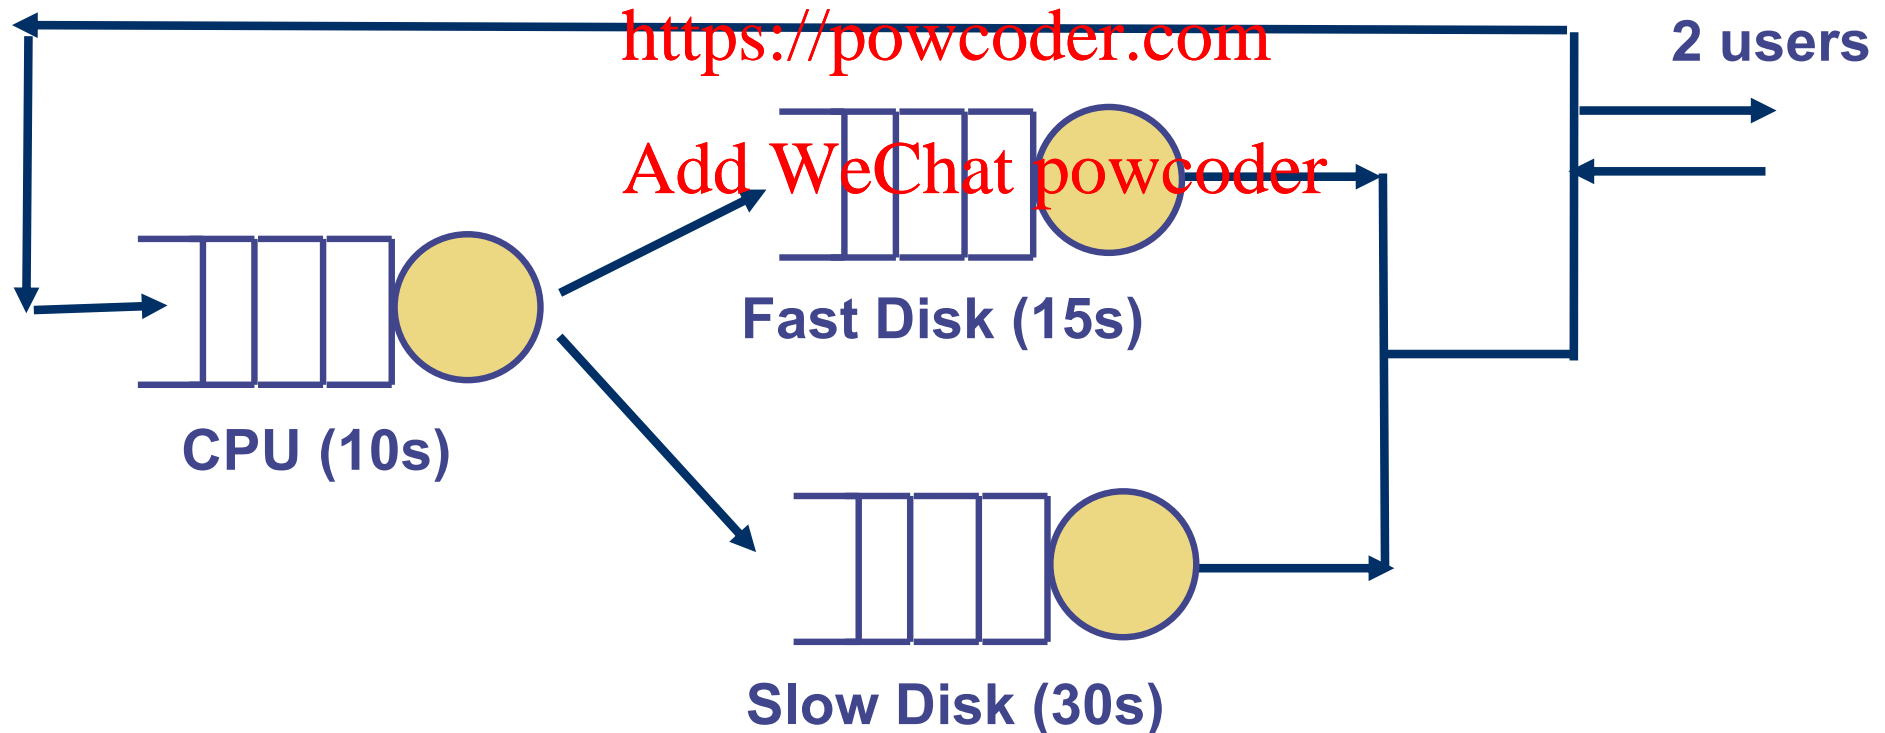 https://powcoder.com
2 users
Add WeChat powcoder
Fast Disk (15s)
CPU (10s)
Slow Disk (30s)